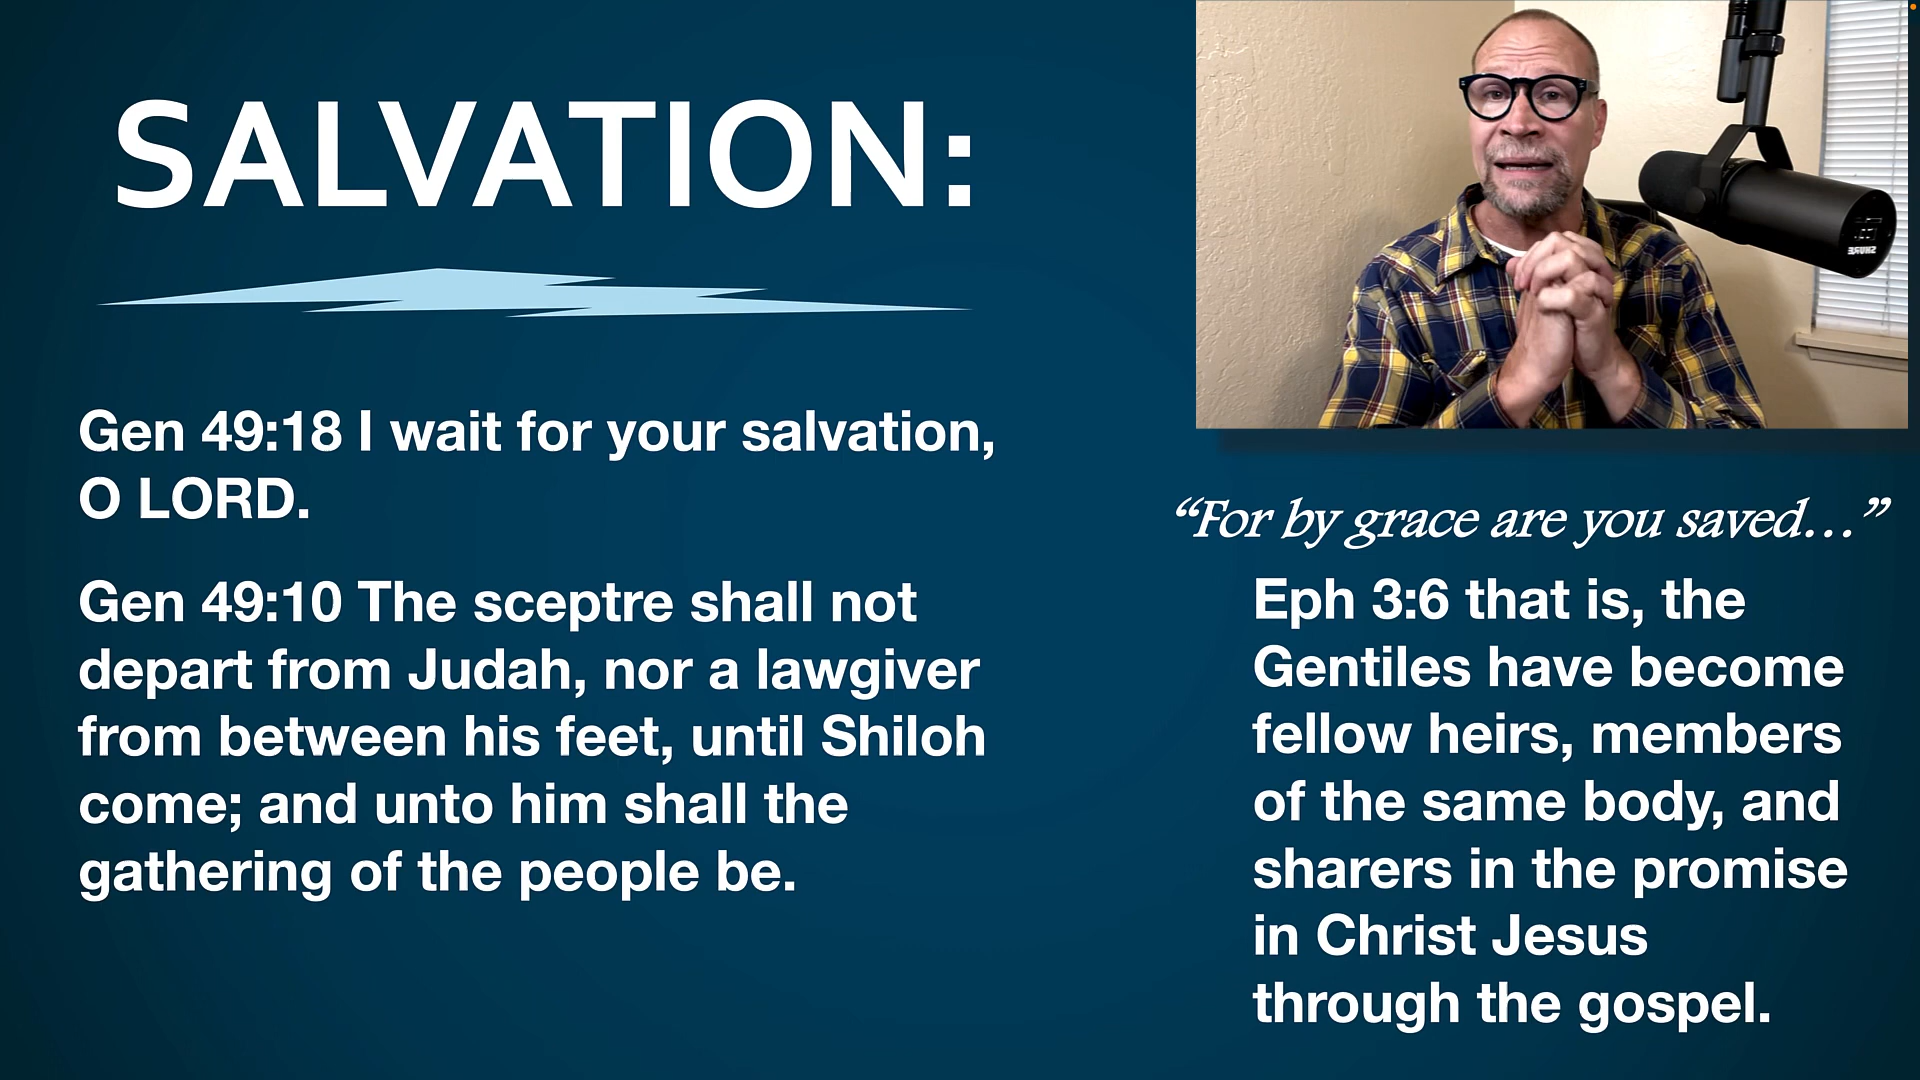 SALVATION:
Gen 49:18 I wait for your salvation,
O LORD.
Gen 49:10 The sceptre shall not
depart from Judah, nor a lawgiver
from between his feet, until Shiloh
come; and unto him shall the
gathering of the people be.
SHURE
“For by grace are you saved…”
Eph 3:6 that is, the
Gentiles have become
fellow heirs, members
of the same body, and
sharers in the promise
in Christ Jesus
through the gospel.